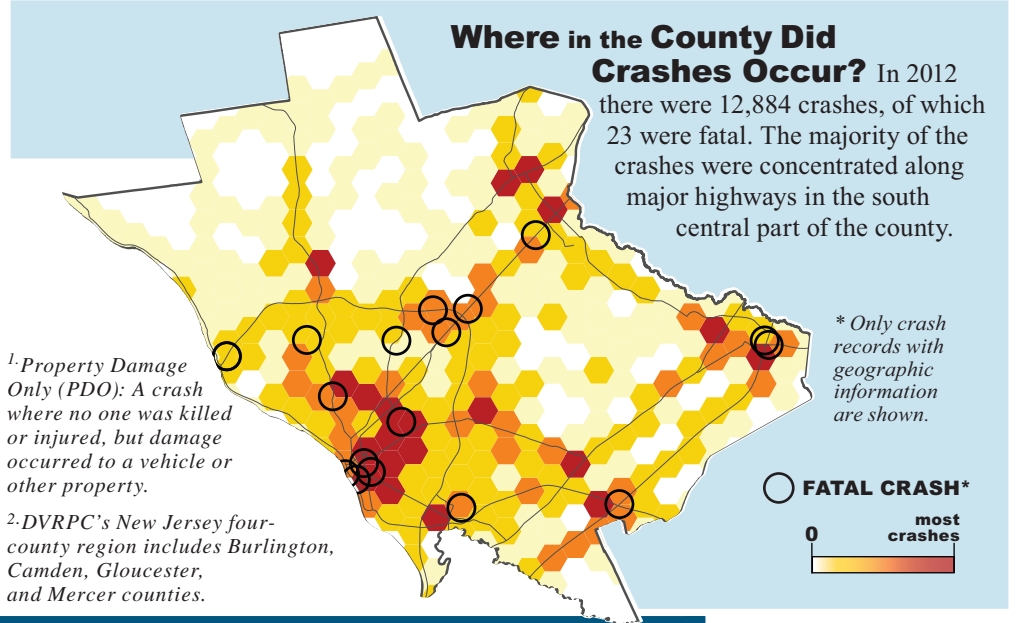 Where in the County Did
Crashes Occur? In 2012
there were 12,884 crashes, of which
23 were fatal. The majority of the
crashes were concentrated along
major highways in the south
central part of the county.
* Only crash
records with
geographic
information
are shown.
1. Property Damage
Only (PDO): A crash
where no one was killed
or injured, but damage
occurred to a vehicle or
other property.
2. DVRPC's New Jersey four-
county region includes Burlington,
Camden, Gloucester,
and Mercer counties.
FATAL CRASH*
0
most
crashes